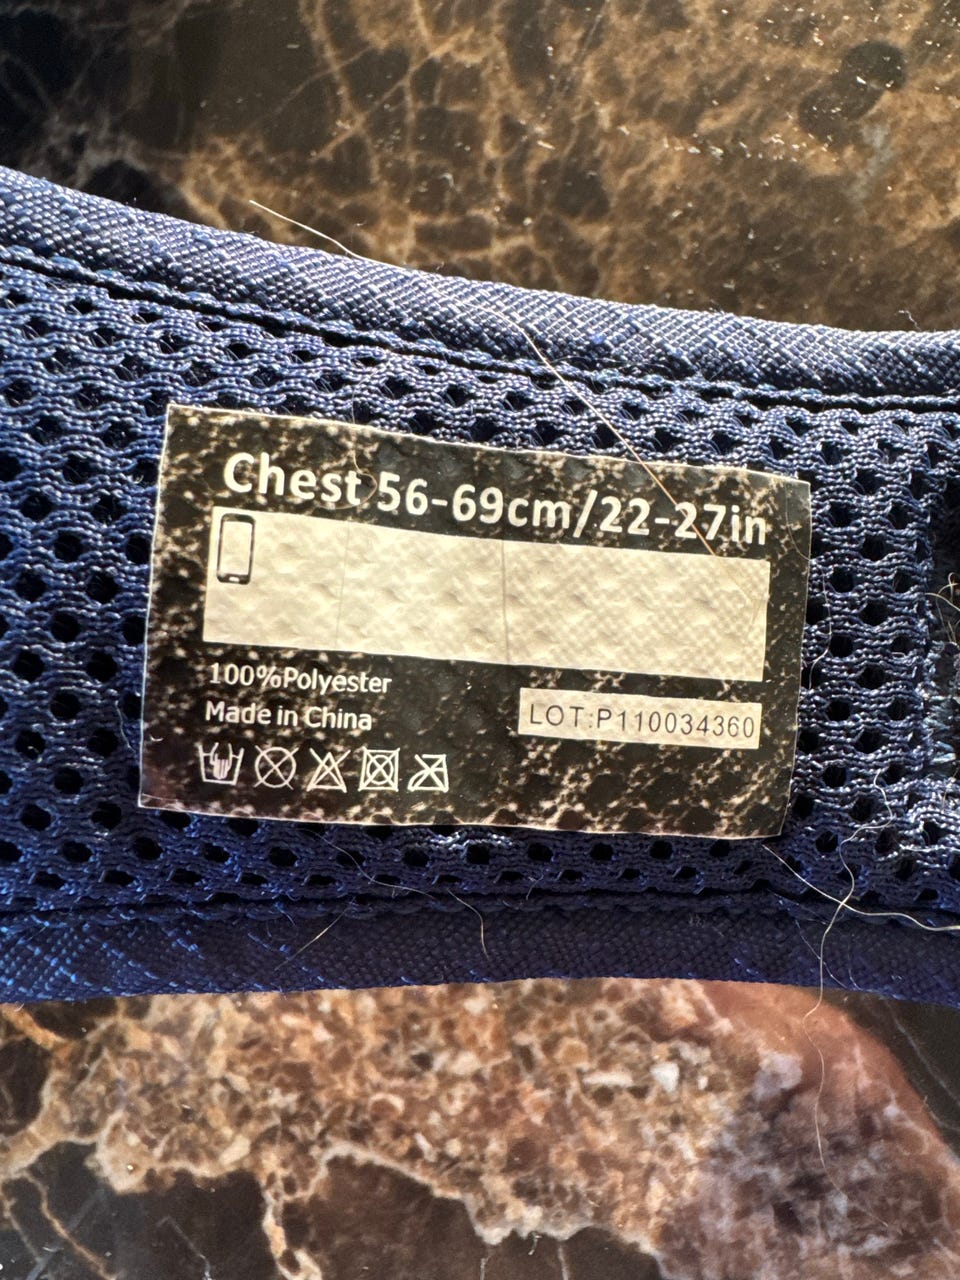 Chest 56-69cm/22-27in
100%Polyester
Made in China
LOT:P110034360